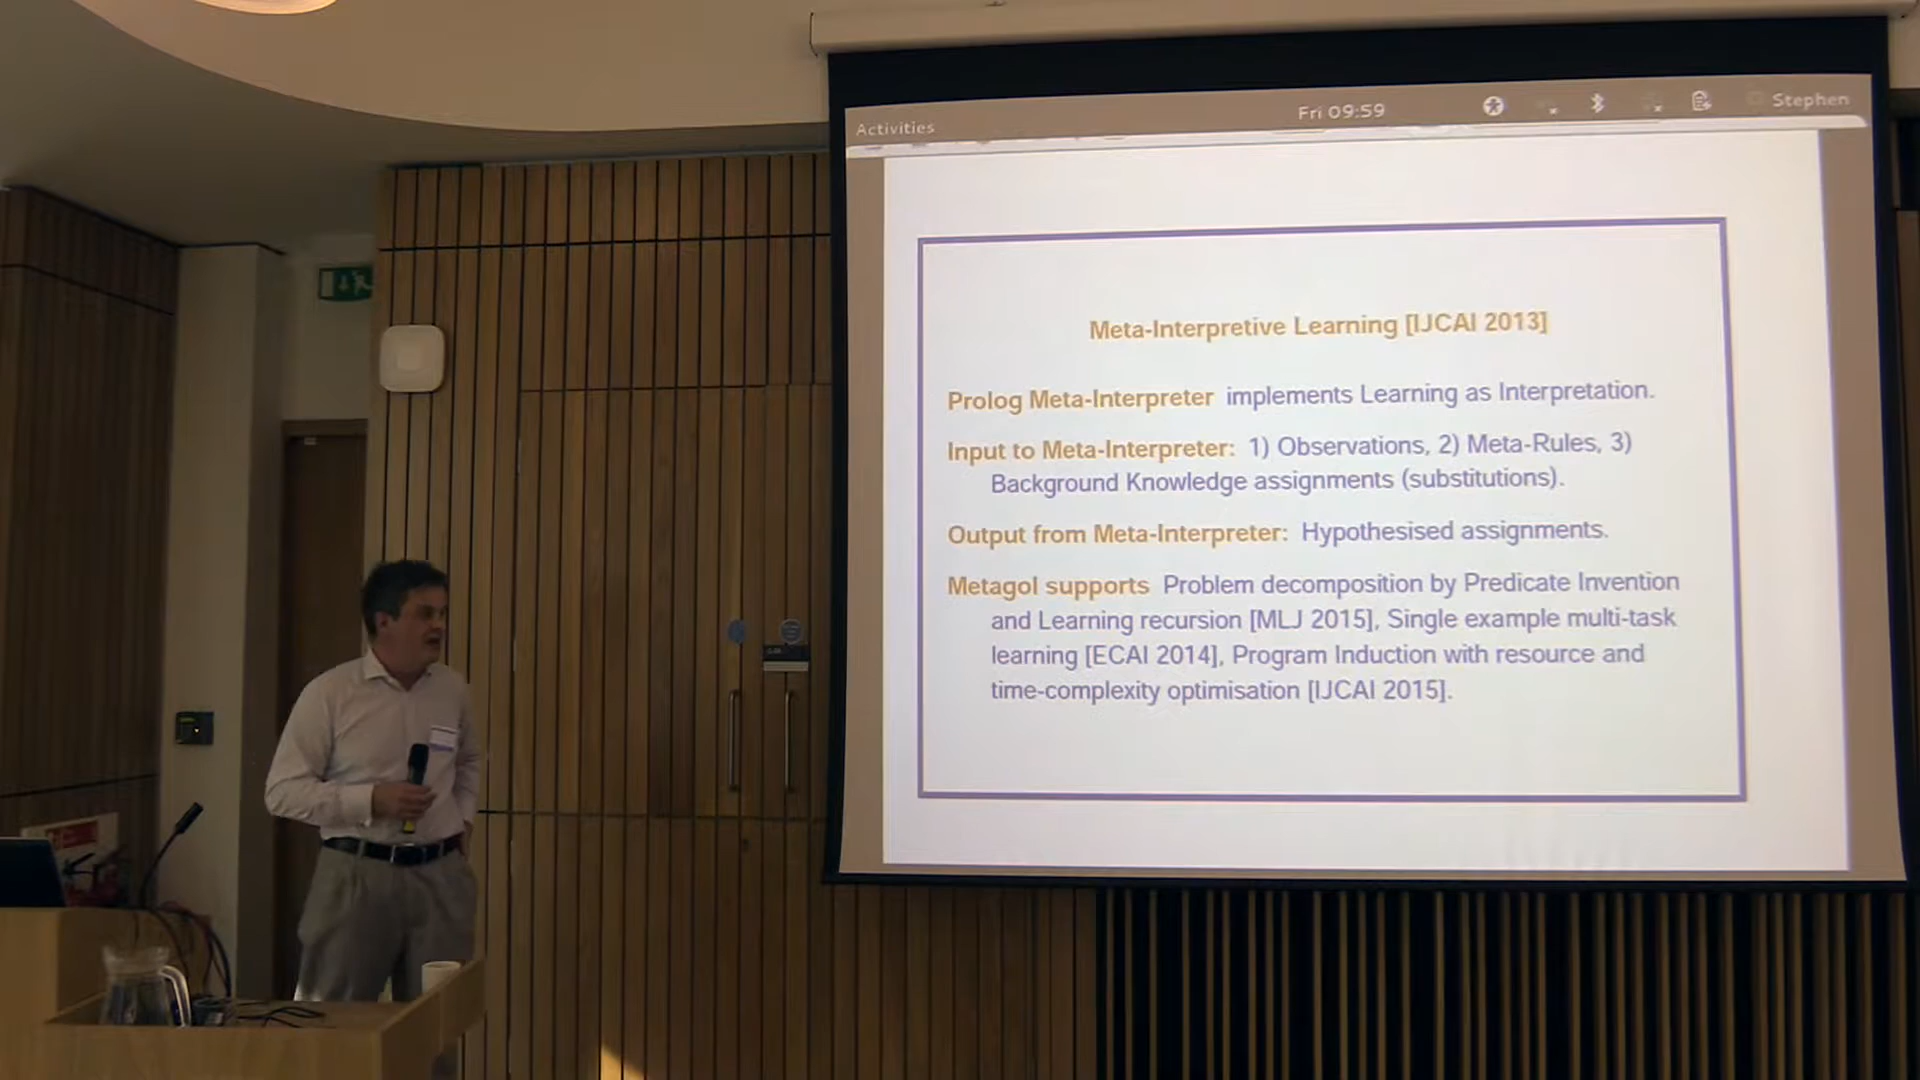 Activities
Fri 09:59
Stephen
Meta-Interpretive Learning [IJCAI 2013]
Prolog Meta-Interpreter implements Learning as Interpretation.
Input to Meta-Interpreter: 1) Observations, 2) Meta-Rules, 3)
Background Knowledge assignments (substitutions).
Output from Meta-Interpreter: Hypothesised assignments.
Metagol supports Problem decomposition by Predicate Invention
and Learning recursion [MLJ 2015], Single example multi-task
learning [ECAI 2014], Program Induction with resource and
time-complexity optimisation [IJCAI 2015].